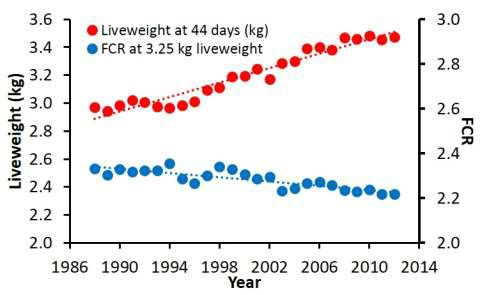 3.6
3.4
3.2
3.0
2.8
2.6
2.4
2.2
2.0
Liveweight (kg)
Liveweight at 44 days (kg)
FCR at 3.25 kg liveweight
3.0
2.8
2.6
2.4
2.2
2.0
FCR
1986 1990 1994 1998 2002 2006 2010 2014
Year